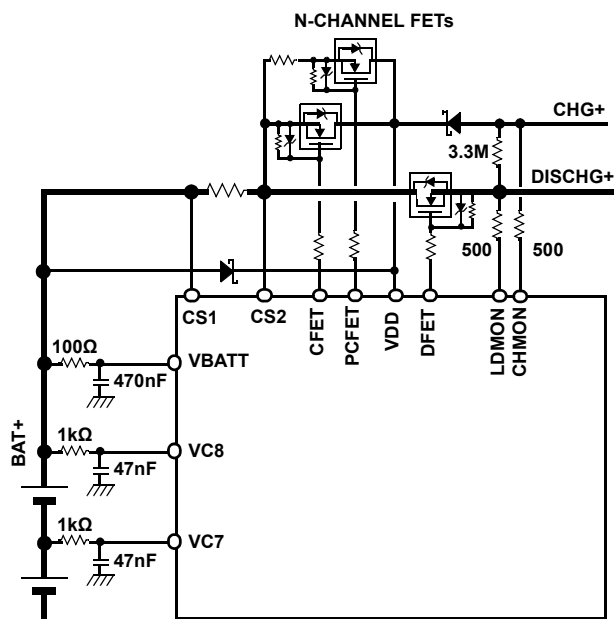 N-CHANNEL FETs
CHG+
3.3M
DISCHG+
500
500
CS1
CS2
CFET
PCFET
VDD
DFET
LDMON
CHMON
100Ω
VBATT
470nF
BAT+
1kΩ
VC8
47nF
1kΩ
VC7
47nF